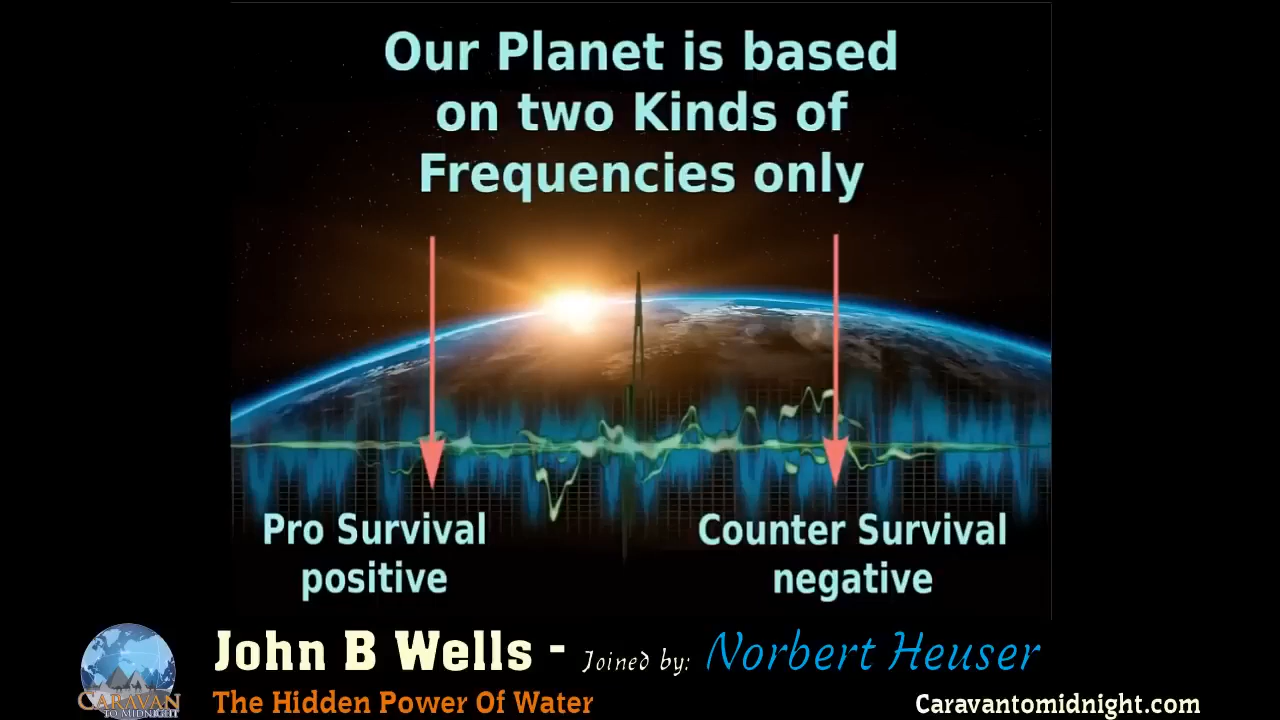 Our Planet is based
on two Kinds of
Frequencies only
Pro Survival
positive
Counter Survival
negative
John B Wells - Joined by: Norbert Heuser
CARAVAN
TO MIDNIGHT
The Hidden Power Of Water
Caravantomidnight.com